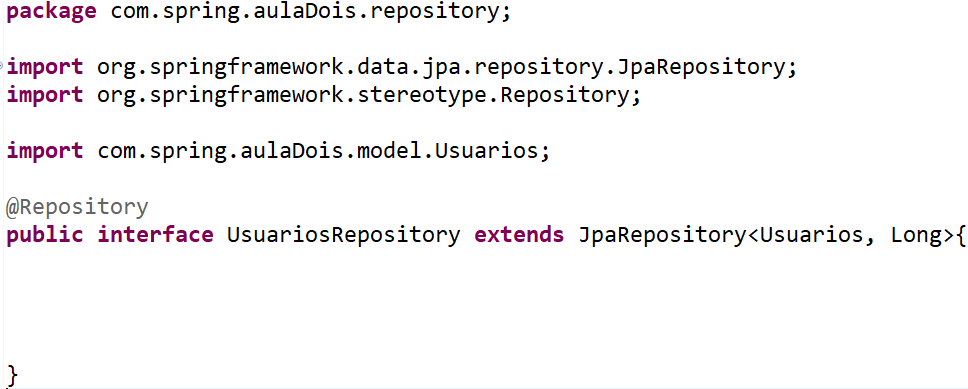 package com.spring.aulaDois.repository;
import org.springframework.data.jpa.repository.JpaRepository;
import org.springframework.stereotype.Repository;
import com.spring.aulaDois.model.Usuarios;
@Repository
public interface UsuariosRepository extends JpaRepository<Usuarios, Long>{
}